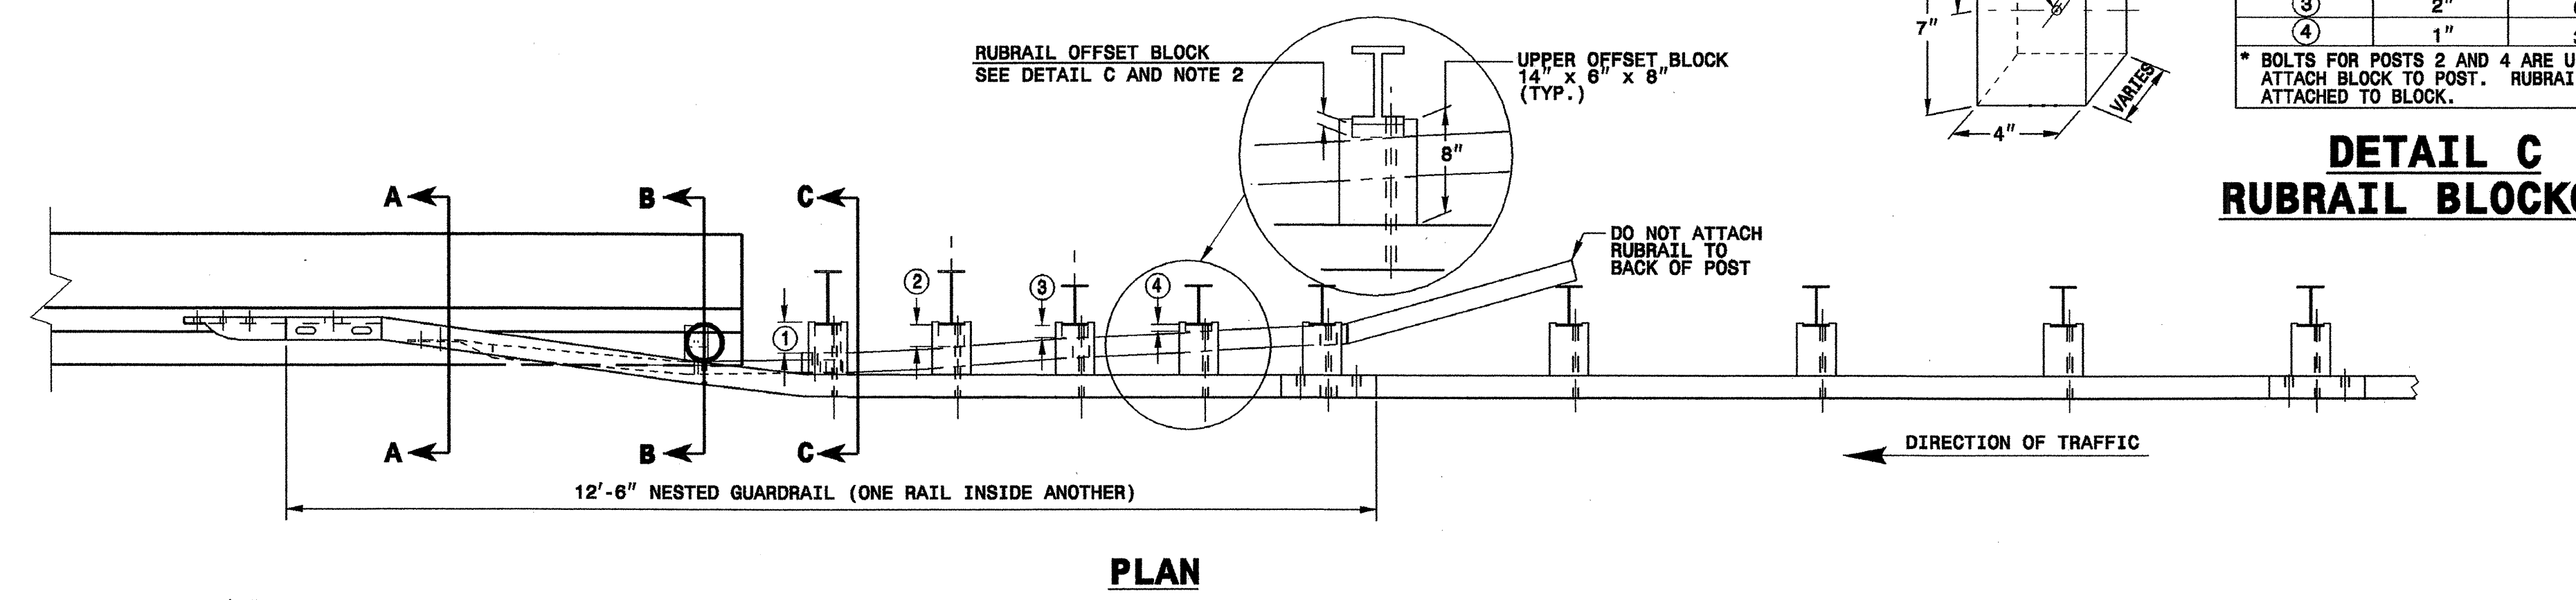 RUBRAIL OFFSET BLOCK
SEE DETAIL C AND NOTE 2
UPPER OFFSET BLOCK
14" x 6" x 8"
(TYP.)
8"
7"
4"
VARIES
3 2"
4 1"
* BOLTS FOR POSTS 2 AND 4 ARE
ATTACH BLOCK TO POST.
ATTACHED TO BLOCK.
DETAIL C
RUBRAIL
A
B
C
1
2
3
4
DO NOT ATTACH
RUBRAIL TO
BACK OF POST
A
B
C
DIRECTION OF TRAFFIC
12'-6" NESTED GUARDRAIL (ONE RAIL INSIDE ANOTHER)
PLAN